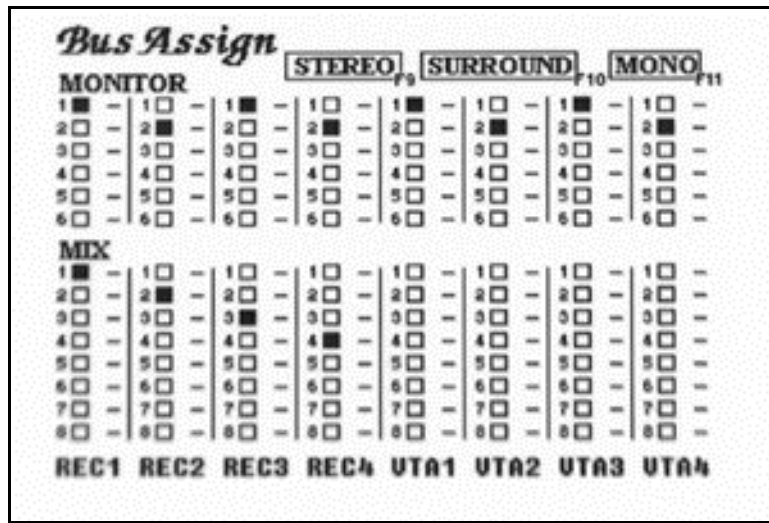 Bus Assign
STEREO F9 SURROUND F10 MONO F11
MONITOR
1 - 1 - 1 - 1 - 1 - 1 - 1 - 1 -
2 - 2 - 2 - 2 - 2 - 2 - 2 - 2 -
3 - 3 - 3 - 3 - 3 - 3 - 3 - 3 -
4 - 4 - 4 - 4 - 4 - 4 - 4 - 4 -
5 - 5 - 5 - 5 - 5 - 5 - 5 - 5 -
6 - 6 - 6 - 6 - 6 - 6 - 6 - 6 -
MIX
1 - 1 - 1 - 1 - 1 - 1 - 1 - 1 -
2 - 2 - 2 - 2 - 2 - 2 - 2 - 2 -
3 - 3 - 3 - 3 - 3 - 3 - 3 - 3 -
4 - 4 - 4 - 4 - 4 - 4 - 4 - 4 -
5 - 5 - 5 - 5 - 5 - 5 - 5 - 5 -
6 - 6 - 6 - 6 - 6 - 6 - 6 - 6 -
7 - 7 - 7 - 7 - 7 - 7 - 7 - 7 -
8 - 8 - 8 - 8 - 8 - 8 - 8 - 8 -
REC1 REC2 REC3 REC4 VTA1 VTA2 VTA3 VTA4